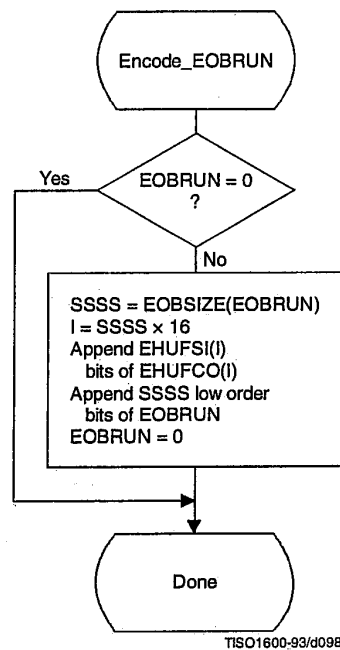 Encode_EOBRUN
Yes
EOBRUN = 0
?
No
SSSS = EOBSIZE(EOBRUN)
I = SSSS × 16
Append EHUFSI(I)
bits of EHUFCO(I)
Append SSSS low order
bits of EOBRUN
EOBRUN = 0
Done
TISO1600-93/d098